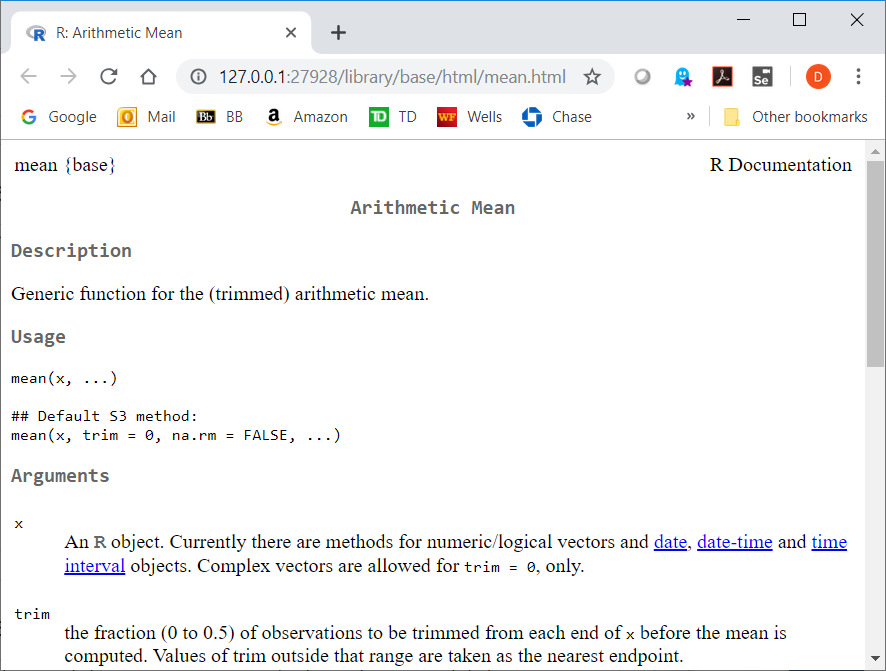 R: Arithmetic Mean
127.0.0.1:27928/library/base/html/mean.html
Se
D
Google
Mail
Bb BB
a Amazon
TD TD
WF Wells
Chase
»
Other bookmarks
mean {base}
R Documentation
Arithmetic Mean
Description
Generic function for the (trimmed) arithmetic mean.
Usage
mean(x, ...)
## Default S3 method:
mean(x, trim = 0, na.rm = FALSE, ...)
Arguments
x
An R object. Currently there are methods for numeric/logical vectors and date, date-time and time
interval objects. Complex vectors are allowed for trim = 0, only.
trim
the fraction (0 to 0.5) of observations to be trimmed from each end of x before the mean is
computed. Values of trim outside that range are taken as the nearest endpoint.